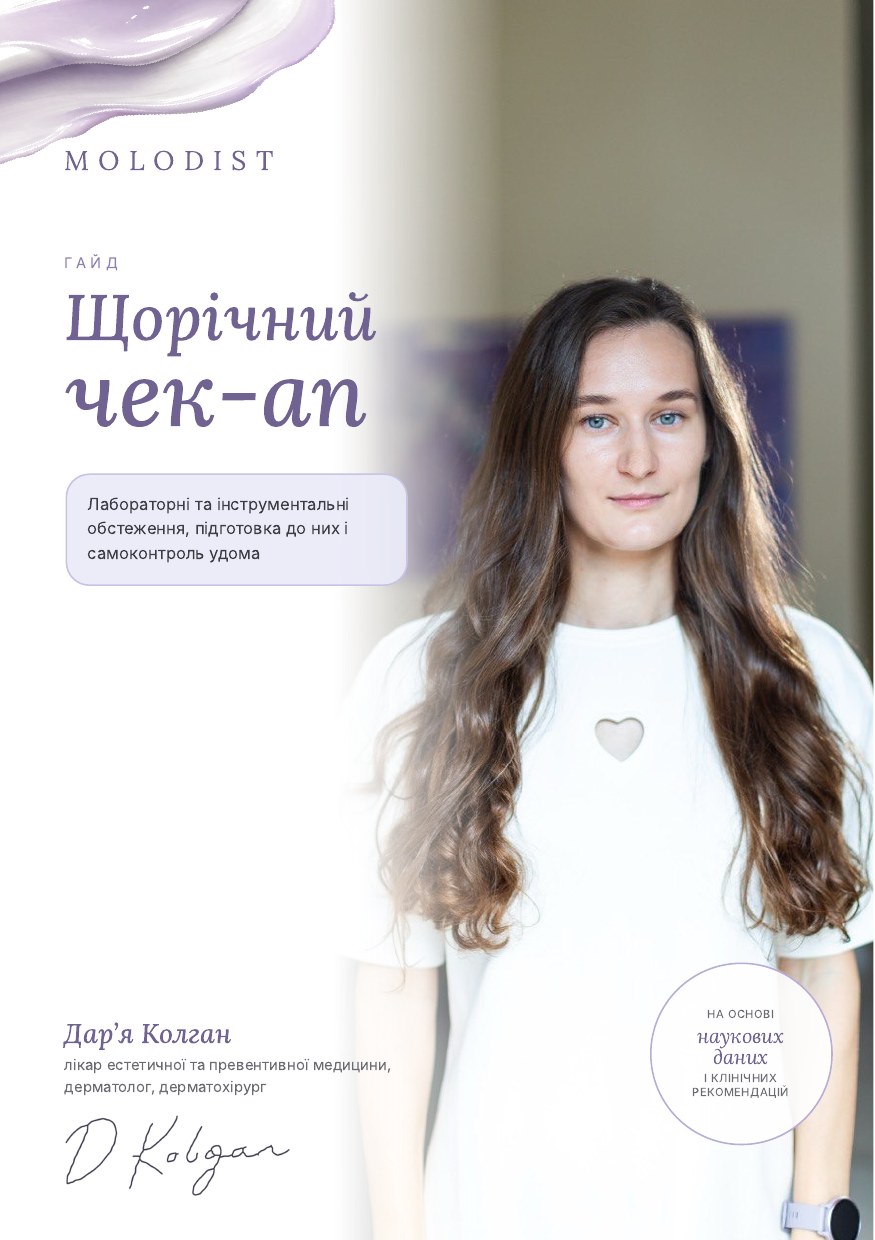 MOLODIST
ГАЙД
Щорічний
чек-ап
Лабораторні та інструментальні
обстеження, підготовка до них і
самоконтроль удома
Дар’я Колган
лікар естетичної та превентивної медицини,
дерматолог, дерматохірург
D Kolgan
НА ОСНОВІ
наукових
даних
І КЛІНІЧНИХ
РЕКОМЕНДАЦІЙ